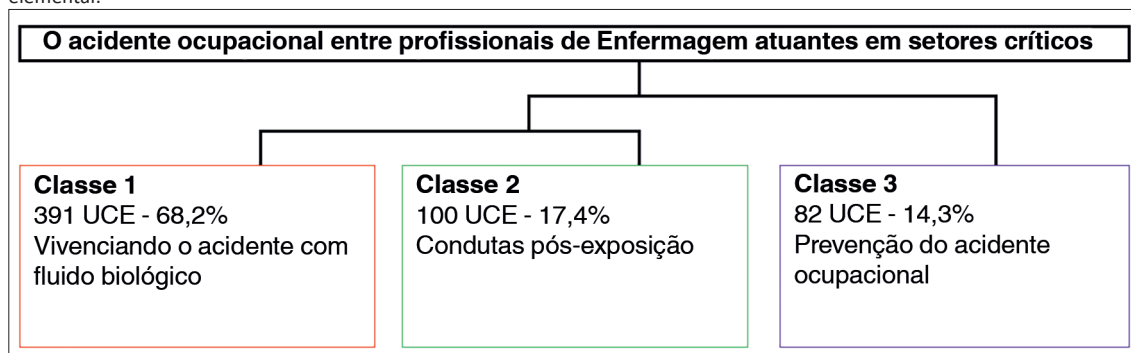 elemental.
O acidente ocupacional entre profissionais de Enfermagem atuantes em setores críticos
Classe 1
391 UCE - 68,2%
Vivenciando o acidente com
fluido biológico
Classe 2
100 UCE - 17,4%
Condutas pós-exposição
Classe 3
82 UCE - 14,3%
Prevenção do acidente
ocupacional